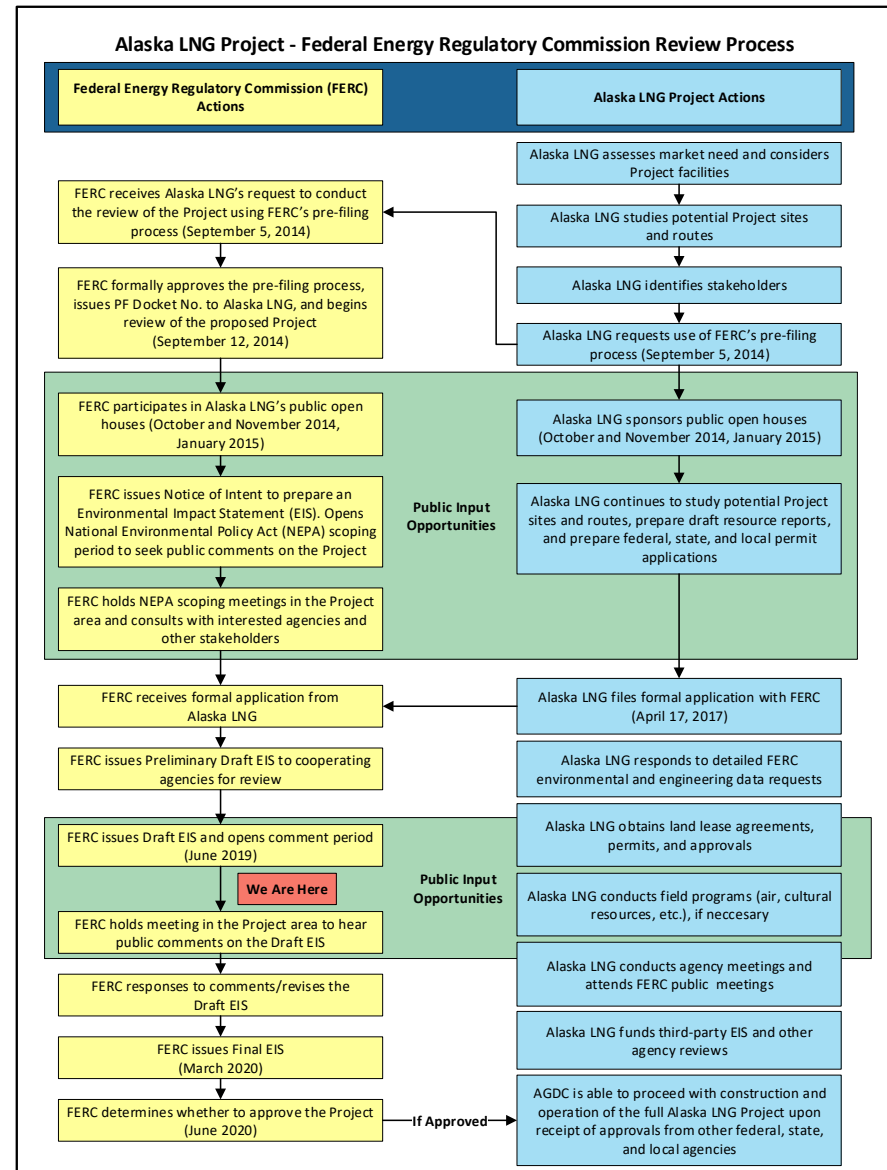 Alaska LNG Project - Federal Energy Regulatory Commission Review Process
Federal Energy Regulatory Commission (FERC)
Actions
Alaska LNG Project Actions
Alaska LNG assesses market need and considers
Project facilities
FERC receives Alaska LNG’s request to conduct
the review of the Project using FERC’s pre-filing
process (September 5, 2014)
Alaska LNG studies potential Project sites
and routes
FERC formally approves the pre-filing process,
issues PF Docket No. to Alaska LNG, and begins
review of the proposed Project
(September 12, 2014)
Alaska LNG identifies stakeholders
Alaska LNG requests use of FERC’s pre-filing
process (September 5, 2014)
FERC participates in Alaska LNG’s public open
houses (October and November 2014,
January 2015)
Alaska LNG sponsors public open houses
(October and November 2014, January 2015)
FERC issues Notice of Intent to prepare an
Environmental Impact Statement (EIS). Opens
National Environmental Policy Act (NEPA) scoping
period to seek public comments on the Project
Public Input
Opportunities
Alaska LNG continues to study potential Project
sites and routes, prepare draft resource reports,
and prepare federal, state, and local permit
applications
FERC holds NEPA scoping meetings in the Project
area and consults with interested agencies and
other stakeholders
FERC receives formal application from
Alaska LNG
Alaska LNG files formal application with FERC
(April 17, 2017)
FERC issues Preliminary Draft EIS to cooperating
agencies for review
Alaska LNG responds to detailed FERC
environmental and engineering data requests
FERC issues Draft EIS and opens comment period
(June 2019)
Alaska LNG obtains land lease agreements,
permits, and approvals
We Are Here
Public Input
Opportunities
Alaska LNG conducts field programs (air, cultural
resources, etc.), if neccesary
FERC holds meeting in the Project area to hear
public comments on the Draft EIS
Alaska LNG conducts agency meetings and
attends FERC public meetings
FERC responses to comments/revises the
Draft EIS
Alaska LNG funds third-party EIS and other
agency reviews
FERC issues Final EIS
(March 2020)
FERC determines whether to approve the Project
(June 2020)
If Approved
AGDC is able to proceed with construction and
operation of the full Alaska LNG Project upon
receipt of approvals from other federal, state,
and local agencies